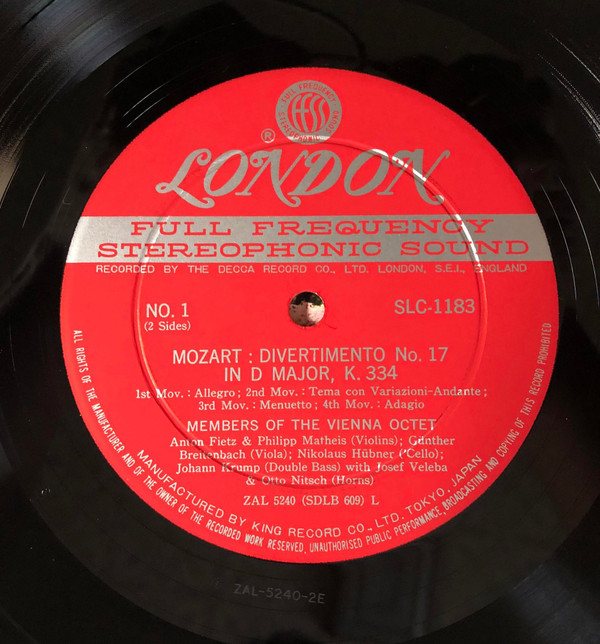 FULL FREQUENCY
FFSS
®
LONDON
FULL FREQUENCY
STEREOPHONIC SOUND
RECORDED BY THE DECCA RECORD CO., LTD. LONDON, S.E.I., ENGLAND
NO. 1
SLC-1183
(2 Sides)
MOZART : DIVERTIMENTO No. 17
IN D MAJOR, K. 334
1st Mov. : Allegro ; 2nd Mov. : Tema con Variazioni-Andante ;
3rd Mov. : Menuetto ; 4th Mov. : Adagio
MEMBERS OF THE VIENNA OCTET
Amon Fietz & Philipp Matheis (Violins) ; Günther
Breitenbach (Viola) ; Nikolaus Hübner (Cello) ;
Johann Krump (Double Bass) with Josef Veleba
& Otto Nitsch (Horns)
ZAL 5240 (SDLB 609) L
MANUFACTURED BY KING RECORD CO., LTD. TOKYO, JAPAN
ALL RIGHTS OF THE MANUFACTURER AND OF THE OWNER OF THE RECORDED WORK RESERVED. UNAUTHORISED PUBLIC PERFORMANCE, BROADCASTING AND COPYING OF THIS RECORD PROHIBITED
ZAL-5240-2E